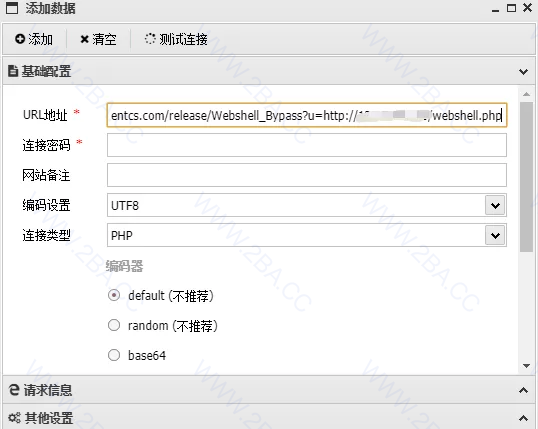 添加数据
添加 清空 测试连接
基础配置
URL地址 * entcs.com/release/Webshell_Bypass?u=http:// /webshell.php
连接密码 *
网站备注
编码设置 UTF8
连接类型 PHP
编码器
default (不推荐)
random (不推荐)
base64
请求信息
其他设置
WWW.2BA.CC